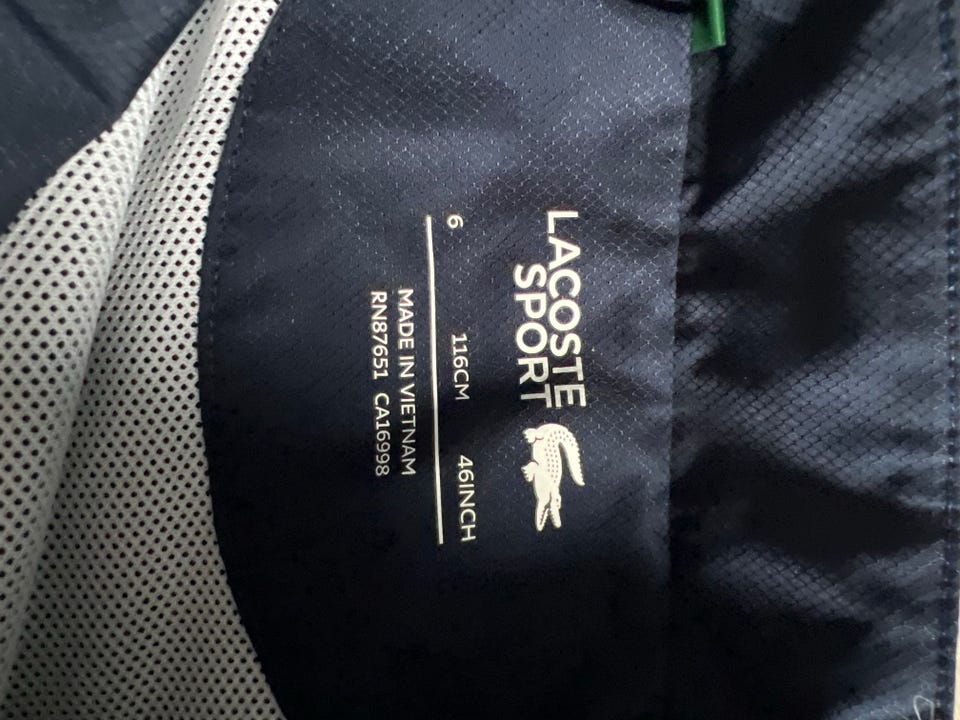 LACOSTE
SPORT
6 116CM 46INCH
MADE IN VIETNAM
RN87651 CA16998